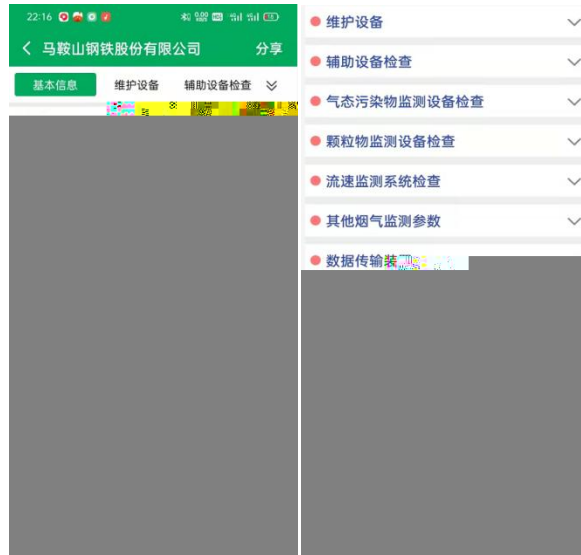 22:16
马鞍山钢铁股份有限公司 分享
基本信息 维护设备 辅助设备检查
维护设备
辅助设备检查
气态污染物监测设备检查
颗粒物监测设备检查
流速监测系统检查
其他烟气监测参数
数据传输装